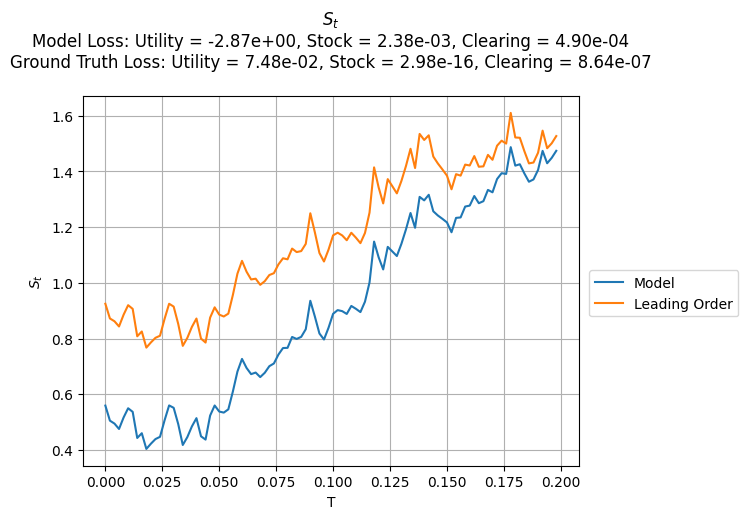 S_t
Model Loss: Utility = -2.87e+00, Stock = 2.38e-03, Clearing = 4.90e-04
Ground Truth Loss: Utility = 7.48e-02, Stock = 2.98e-16, Clearing = 8.64e-07
1.6
1.4
1.2
1.0
0.8
0.6
0.4
S_t
Model
Leading Order
0.000 0.025 0.050 0.075 0.100 0.125 0.150 0.175 0.200
T